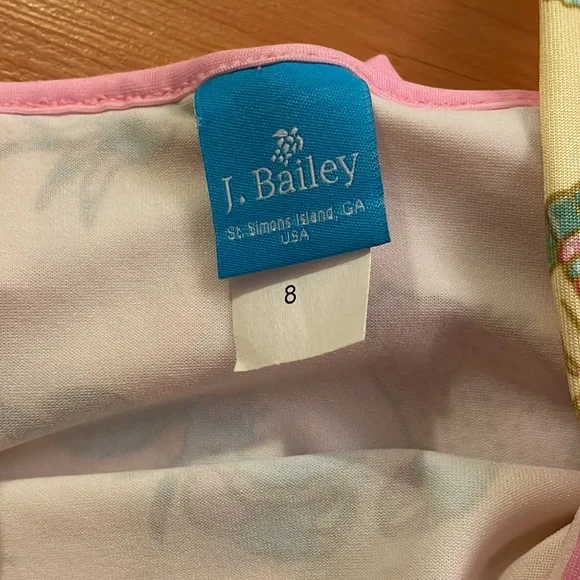 J. Bailey
St. Simons Island, GA
USA
8